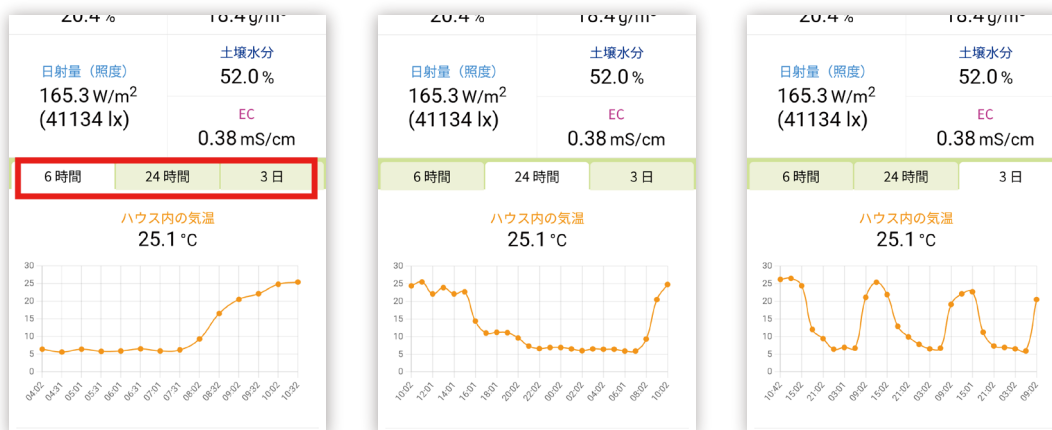 日射量（照度）
165.3 W/m²
(41134 lx)
土壌水分
52.0 %
EC
0.38 mS/cm
6 時間 24 時間 3 日
ハウス内の気温
25.1 °C
30
25
20
15
10
5
0
04:02 04:31 05:01 05:31 06:01 06:31 07:01 07:31 08:02 08:32 09:02 09:32 10:02 10:32
日射量（照度）
165.3 W/m²
(41134 lx)
土壌水分
52.0 %
EC
0.38 mS/cm
6 時間 24 時間 3 日
ハウス内の気温
25.1 °C
30
25
20
15
10
5
0
10:02 12:01 14:01 16:01 18:01 20:02 22:02 00:02 02:02 04:02 06:01 08:02 10:02
日射量（照度）
165.3 W/m²
(41134 lx)
土壌水分
52.0 %
EC
0.38 mS/cm
6 時間 24 時間 3 日
ハウス内の気温
25.1 °C
30
25
20
15
10
5
0
10:42 15:02 21:02 03:01 09:02 15:02 21:02 03:02 09:02 15:01 21:02 03:02 09:02